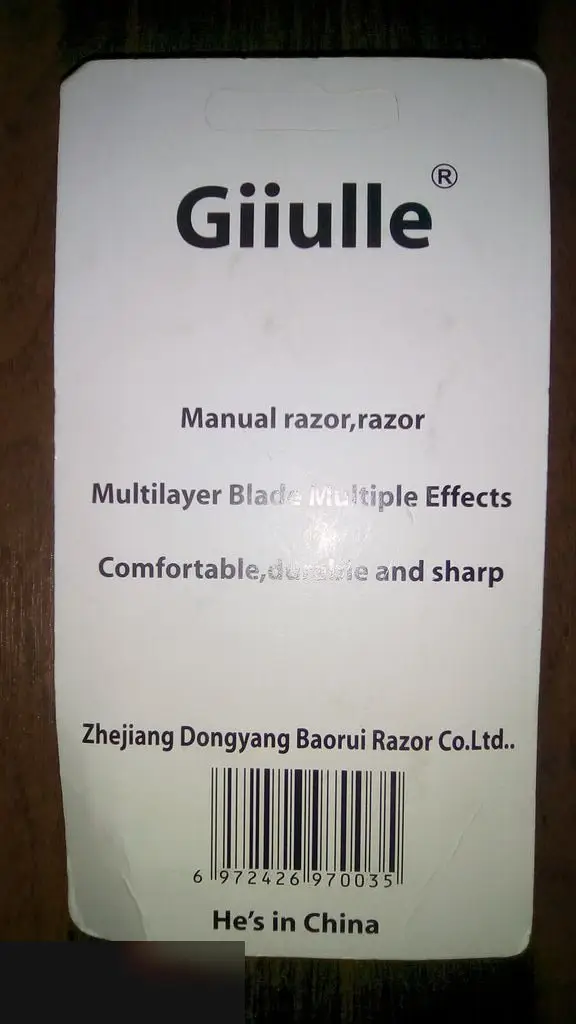 Giiulle®
Manual razor,razor
Multilayer Blade Multiple Effects
Comfortable,durable and sharp
Zhejiang Dongyang Baorui Razor Co.Ltd..
6 972426 970035
He's in China